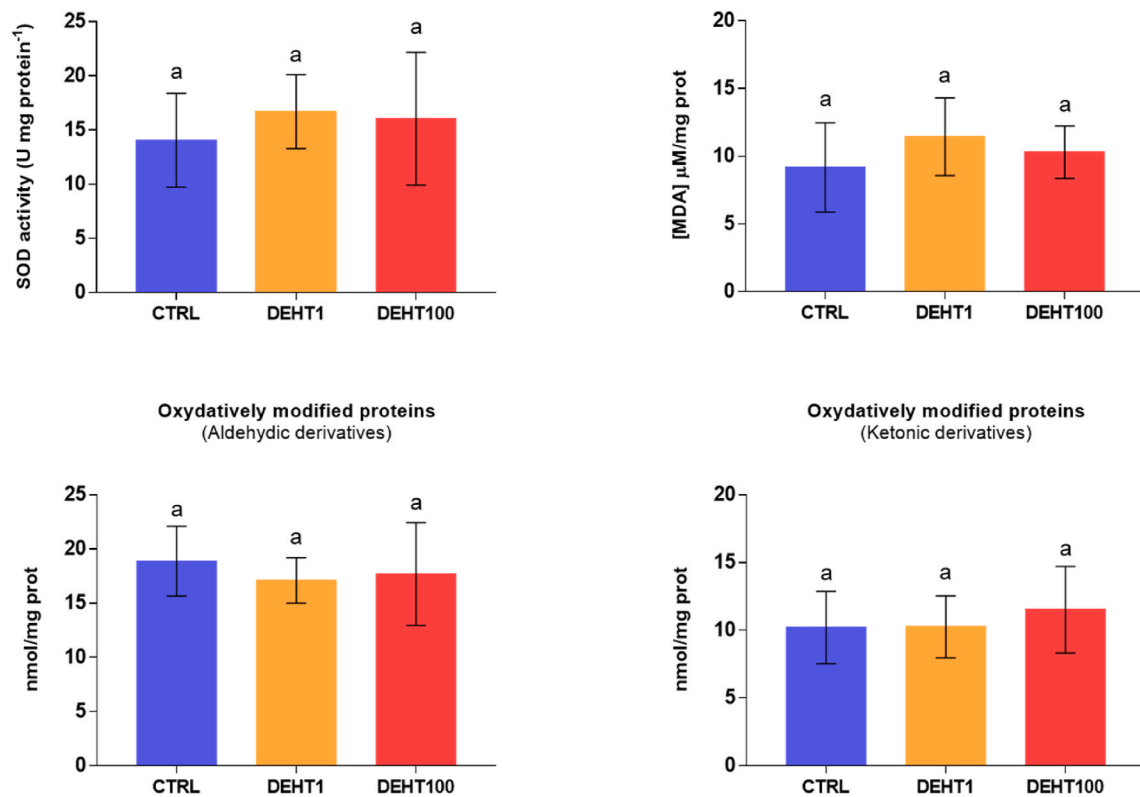 SOD activity (U mg protein⁻¹)
25
20
15
10
5
0
a
a
a
CTRL
DEHT1
DEHT100
[MDA] µM/mg prot
20
15
10
5
0
a
a
a
CTRL
DEHT1
DEHT100
Oxydatively modified proteins
(Aldehydic derivatives)
nmol/mg prot
25
20
15
10
5
0
a
a
a
CTRL
DEHT1
DEHT100
Oxydatively modified proteins
(Ketonic derivatives)
nmol/mg prot
20
15
10
5
0
a
a
a
CTRL
DEHT1
DEHT100